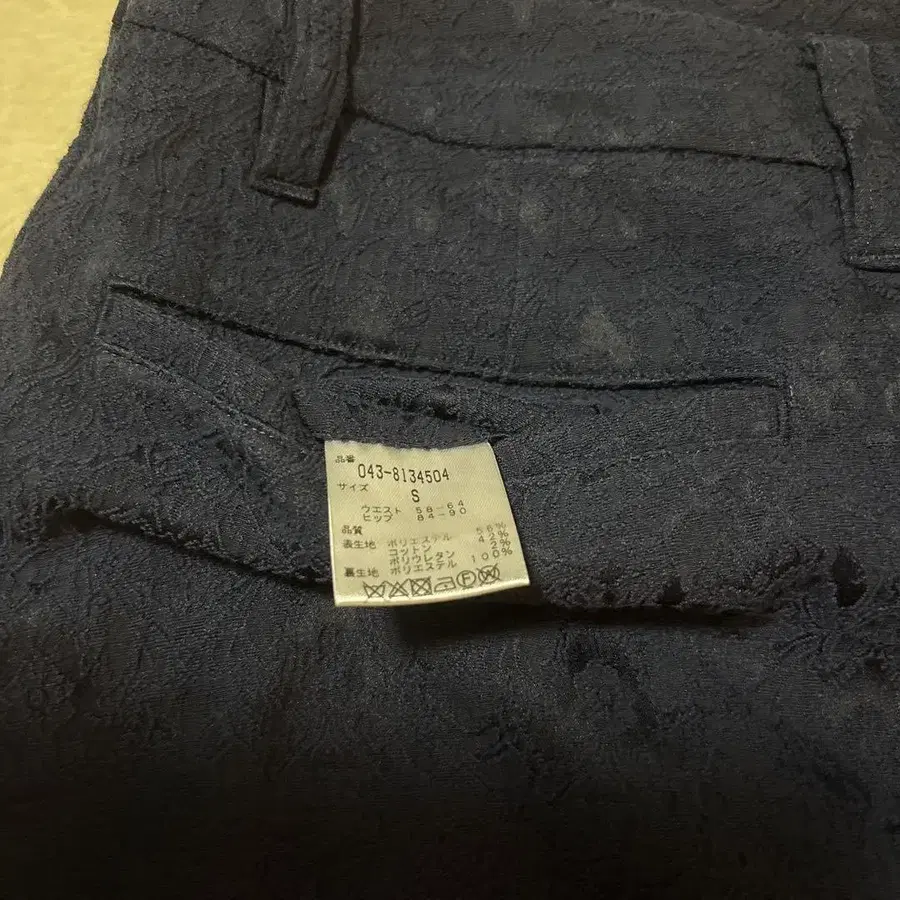 品番
043-8134504
サイズ
S
ウエスト 58-64
ヒップ 84-90
品質
表生地 ポリエステル 56%
コットン 42%
ポリウレタン 2%
裏生地 ポリエステル 100%